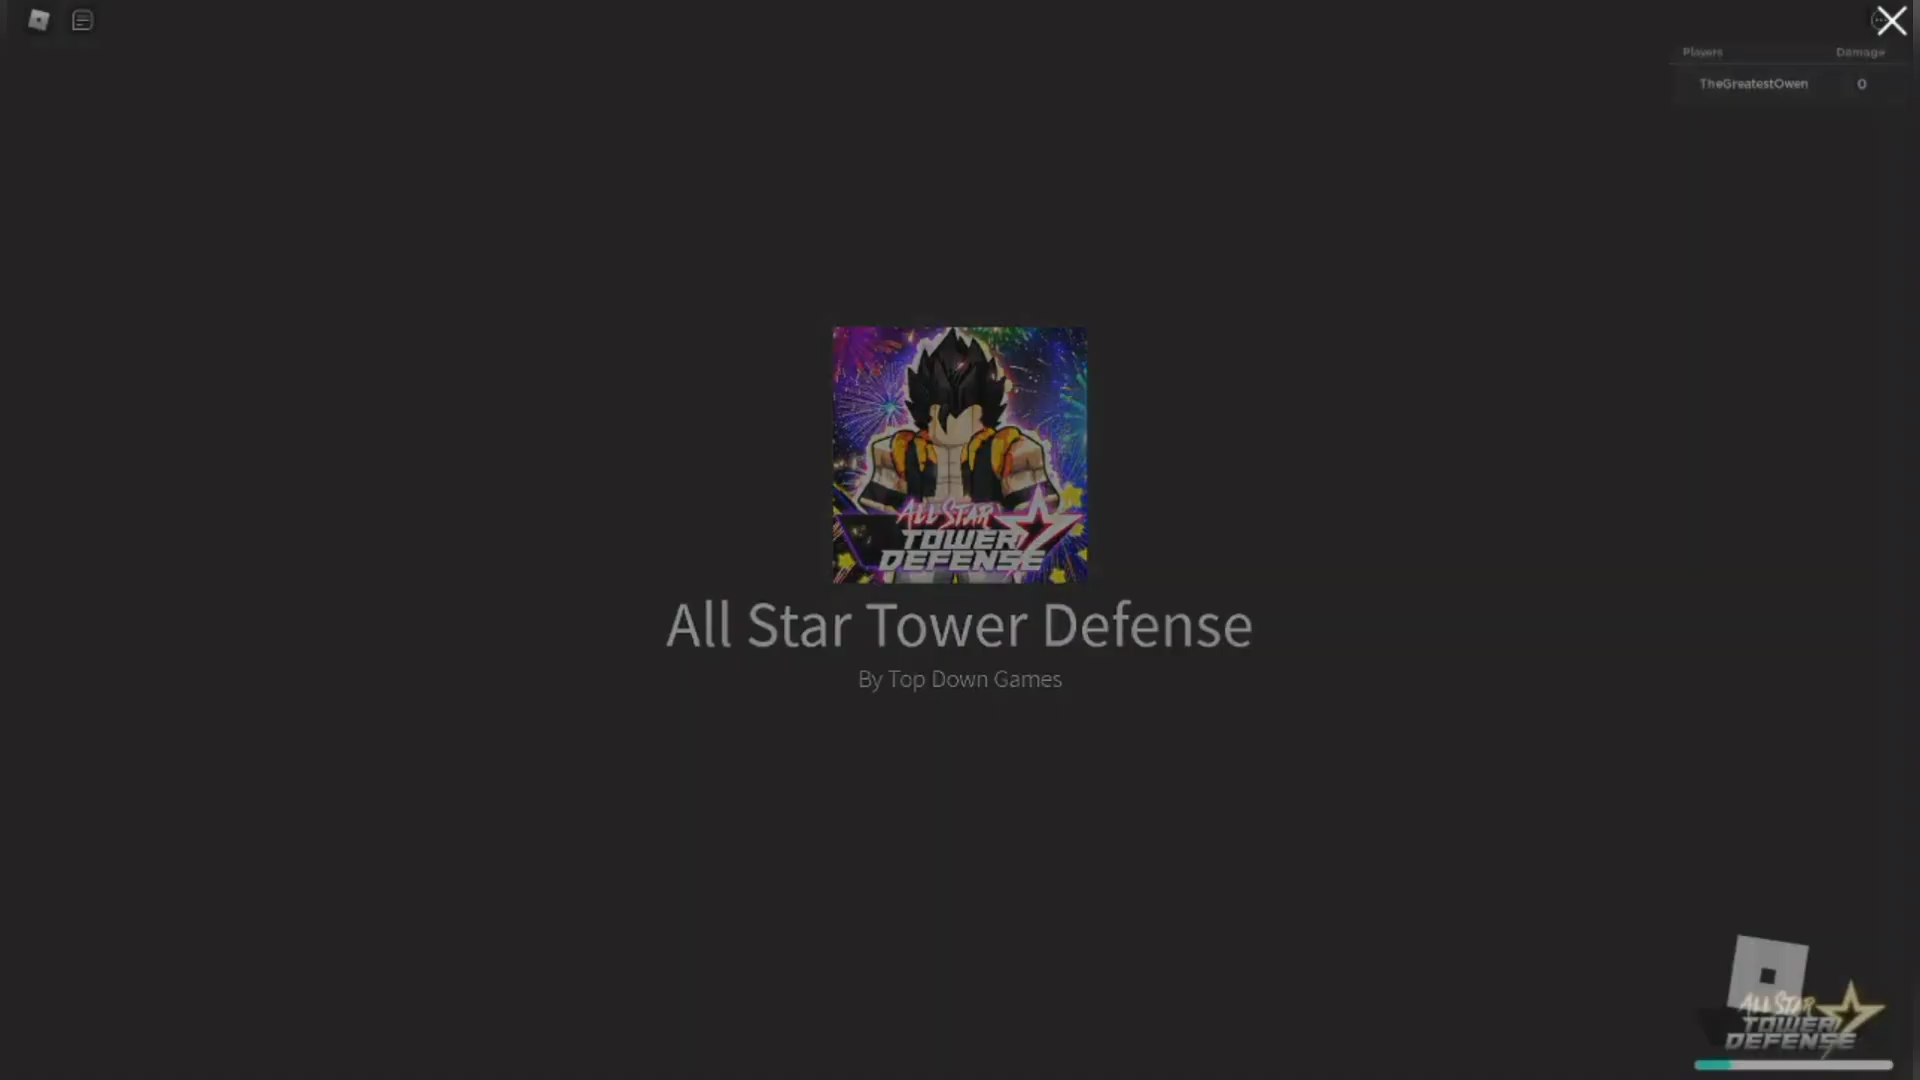 Players Damage
TheGreatestOwen 0
ALL STAR
TOWER
DEFENSE
All Star Tower Defense
By Top Down Games
ALL STAR
TOWER
DEFENSE